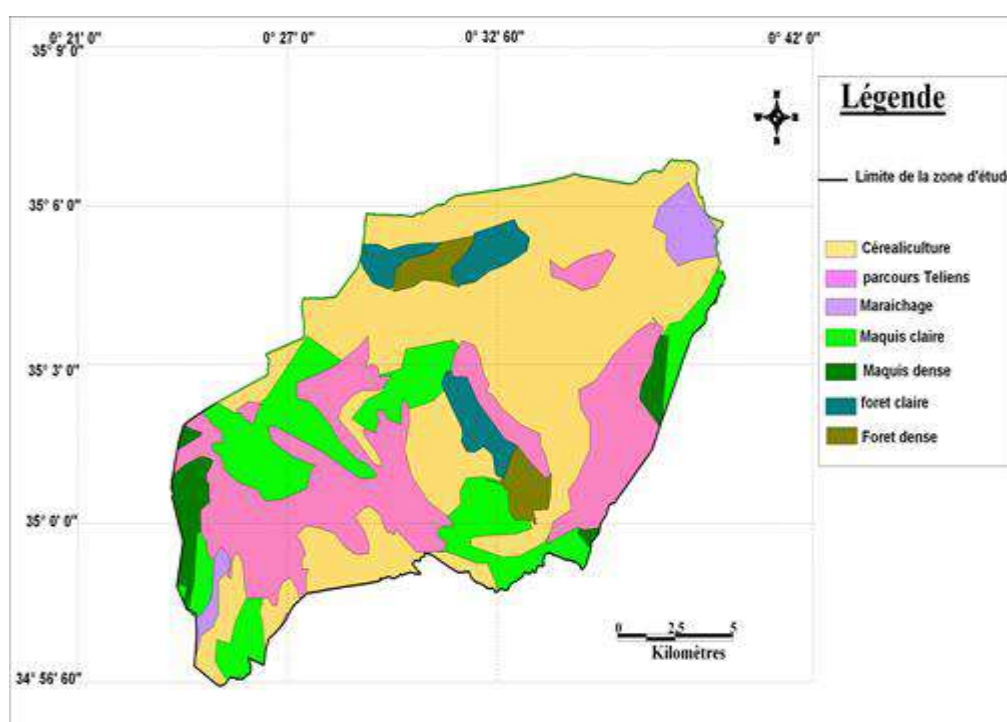 0° 21' 0" 0° 27' 0" 0° 32' 60" 0° 42' 0"
35° 9' 0"
35° 6' 0"
35° 3' 0"
35° 0' 0"
34° 56' 60"
0 2,5 5
Kilomètres
Légende
Limite de la zone d'étud
Céréaliculture
parcours Teliens
Maraichage
Maquis claire
Maquis dense
foret claire
Foret dense